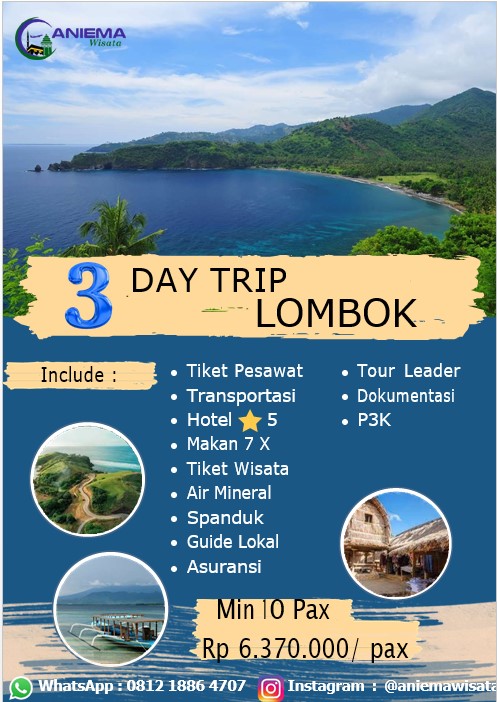 ANIEMA
Wisata
3 DAY TRIP
LOMBOK
Include :
• Tiket Pesawat
• Transportasi
• Hotel ⭐ 5
• Makan 7 X
• Tiket Wisata
• Air Mineral
• Spanduk
• Guide Lokal
• Asuransi
• Tour Leader
• Dokumentasi
• P3K
Min 10 Pax
Rp 6.370.000/ pax
WhatsApp : 0812 1886 4707 Instagram : @aniemawisata